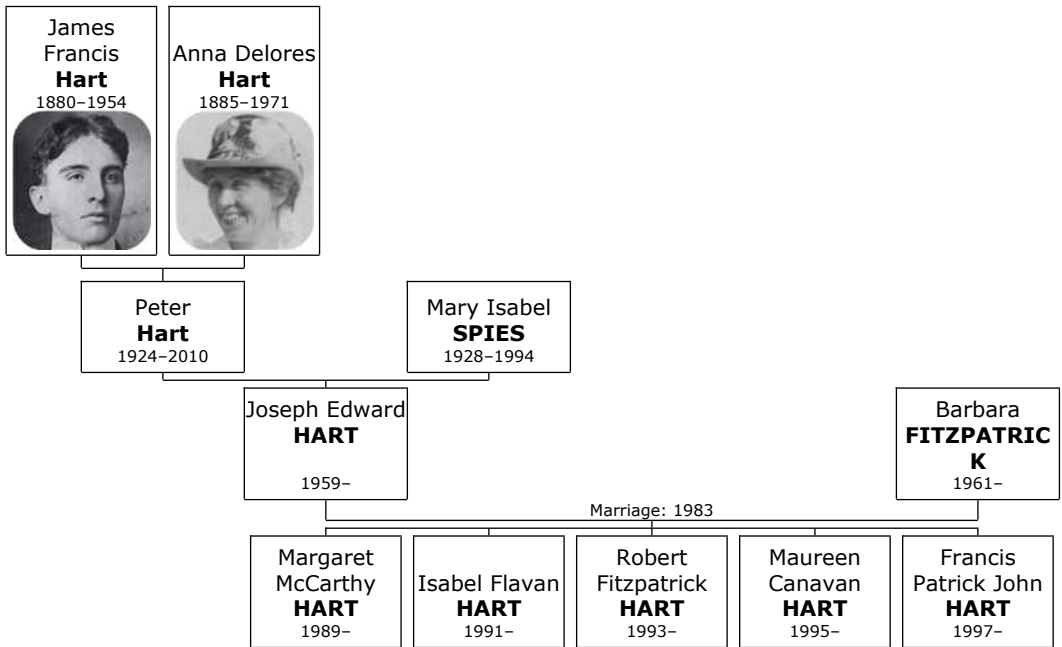 James
Francis
Hart
1880–1954
Anna Delores
Hart
1885–1971
Peter
Hart
1924–2010
Mary Isabel
SPIES
1928–1994
Joseph Edward
HART
1959–
Barbara
FITZPATRIC
K
1961–
Marriage: 1983
Margaret
McCarthy
HART
1989–
Isabel Flavan
HART
1991–
Robert
Fitzpatrick
HART
1993–
Maureen
Canavan
HART
1995–
Francis
Patrick John
HART
1997–